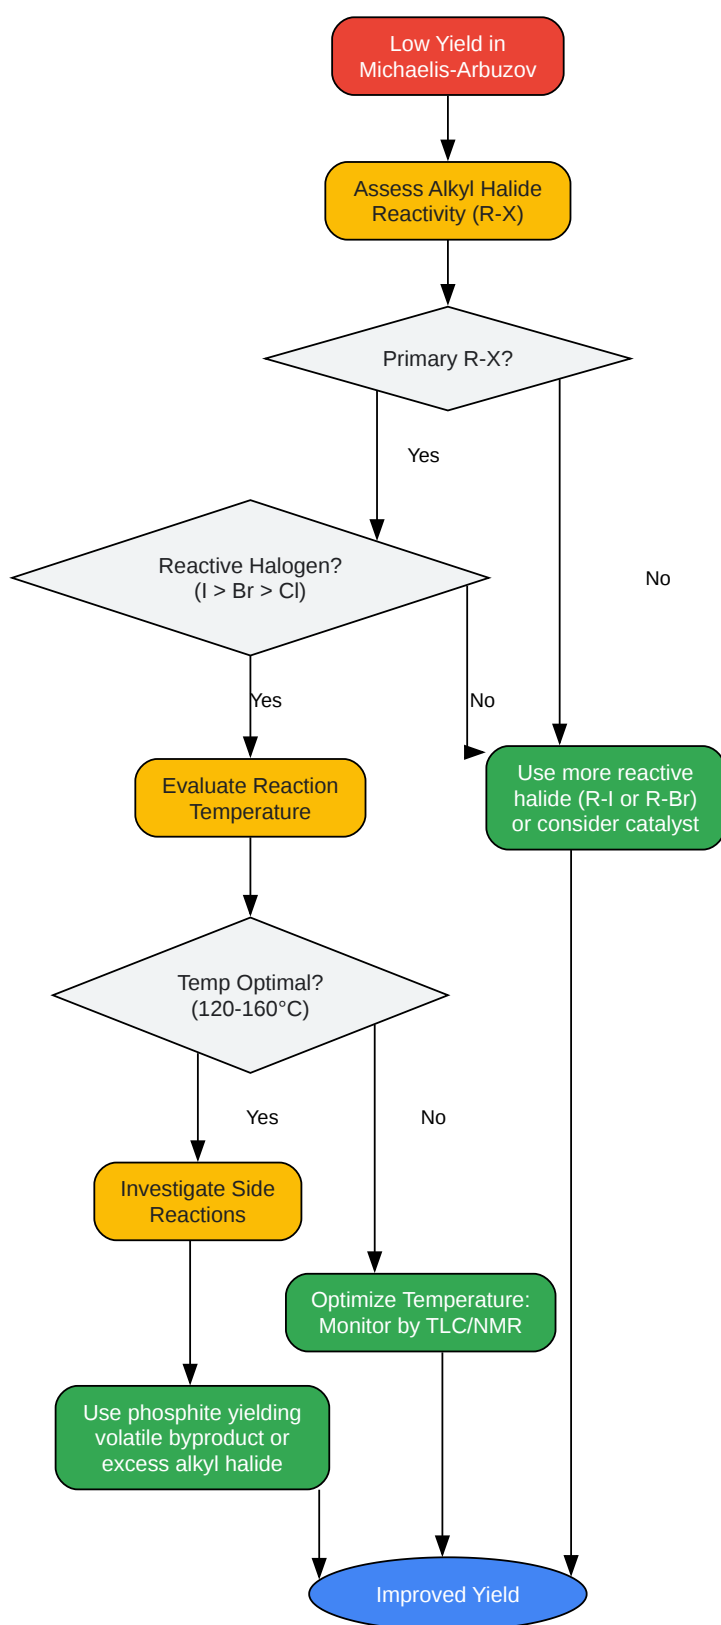 Low Yield in
Michaelis-Arbuzov
Assess Alkyl Halide
Reactivity (R-X)
Primary R-X?
Yes
Reactive Halogen?
(I > Br > Cl)
No
Yes
No
Use more reactive
halide (R-I or R-Br)
or consider catalyst
Evaluate Reaction
Temperature
Temp Optimal?
(120-160°C)
Yes
No
Investigate Side
Reactions
Optimize Temperature:
Monitor by TLC/NMR
Use phosphite yielding
volatile byproduct or
excess alkyl halide
Improved Yield